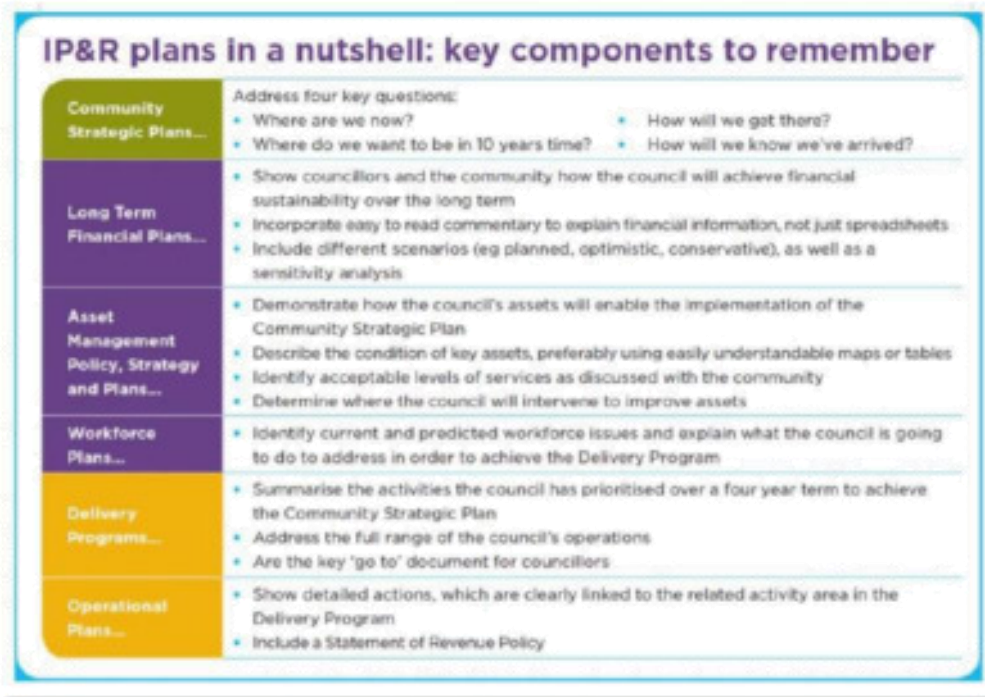 IP&R plans in a nutshell: key components to remember
Community
Strategic Plans...
Address four key questions:
• Where are we now?
• How will we get there?
• Where do we want to be in 10 years time?
• How will we know we've arrived?
Long Term
Financial Plans...
• Show councillors and the community how the council will achieve financial
sustainability over the long term
• Incorporate easy to read commentary to explain financial information, not just spreadsheets
• Include different scenarios (eg planned, optimistic, conservative), as well as a
sensitivity analysis
Asset
Management
Policy, Strategy
and Plans...
• Demonstrate how the council's assets will enable the implementation of the
Community Strategic Plan
• Describe the condition of key assets, preferably using easily understandable maps or tables
• Identify acceptable levels of services as discussed with the community
• Determine where the council will intervene to improve assets
Workforce
Plans...
• Identify current and predicted workforce issues and explain what the council is going
to do to address in order to achieve the Delivery Program
Delivery
Programs...
• Summarise the activities the council has prioritised over a four year term to achieve
the Community Strategic Plan
• Address the full range of the council's operations
• Are the key 'go to' document for councillors
Operational
Plans...
• Show detailed actions, which are clearly linked to the related activity area in the
Delivery Program
• Include a Statement of Revenue Policy